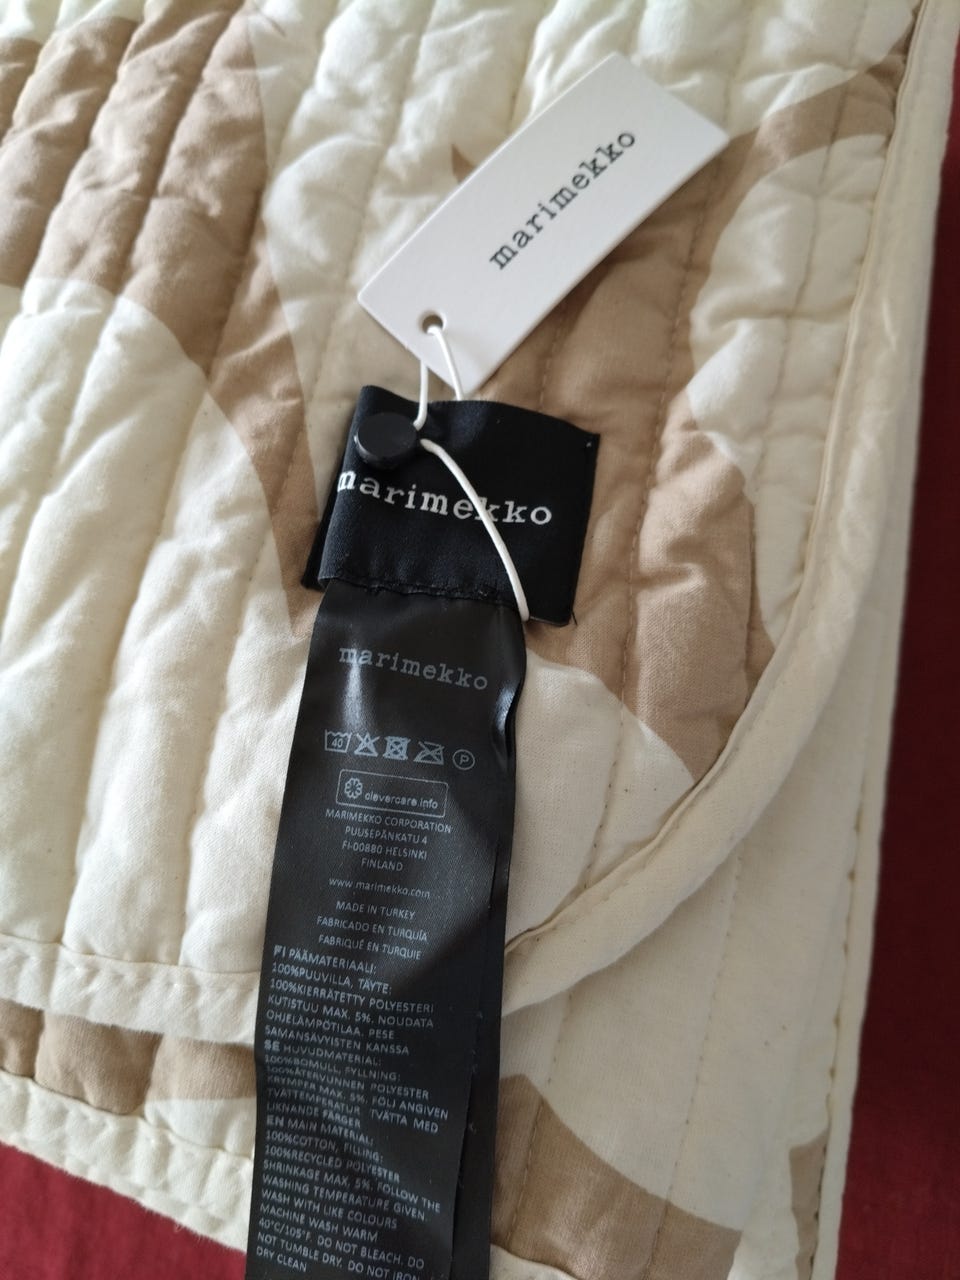 marimekko
marimekko
marimekko
40 P
clevercare.info
MARIMEKKO CORPORATION
PUUSEPÄNKATU 4
FI-00880 HELSINKI
FINLAND
www.marimekko.com
MADE IN TURKEY
FABRICADO EN TURQUÍA
FABRIQUÉ EN TURQUIE
FI PÄÄMATERIAALI:
100%PUUVILLA, TÄYTE:
100%KIERRÄTETTY POLYESTERI
KUTISTUU MAX. 5%. NOUDATA
OHJELÄMPÖTILAA. PESE
SAMANSÄVYISTEN KANSSA
SE HUVUDMATERIAL:
100%BOMULL, FYLLNING:
100%ÅTERVUNNEN POLYESTER
KRYMPER MAX. 5%. FÖLJ ANGIVEN
TVÄTTEMPERATUR. TVÄTTA MED
LIKNANDE FÄRGER
EN MAIN MATERIAL:
100%COTTON, FILLING:
100%RECYCLED POLYESTER
SHRINKAGE MAX. 5%. FOLLOW THE
WASHING TEMPERATURE GIVEN.
WASH WITH LIKE COLOURS
MACHINE WASH WARM
40°C/105°F. DO NOT BLEACH. DO
NOT TUMBLE DRY. DO NOT IRON.
DRY CLEAN